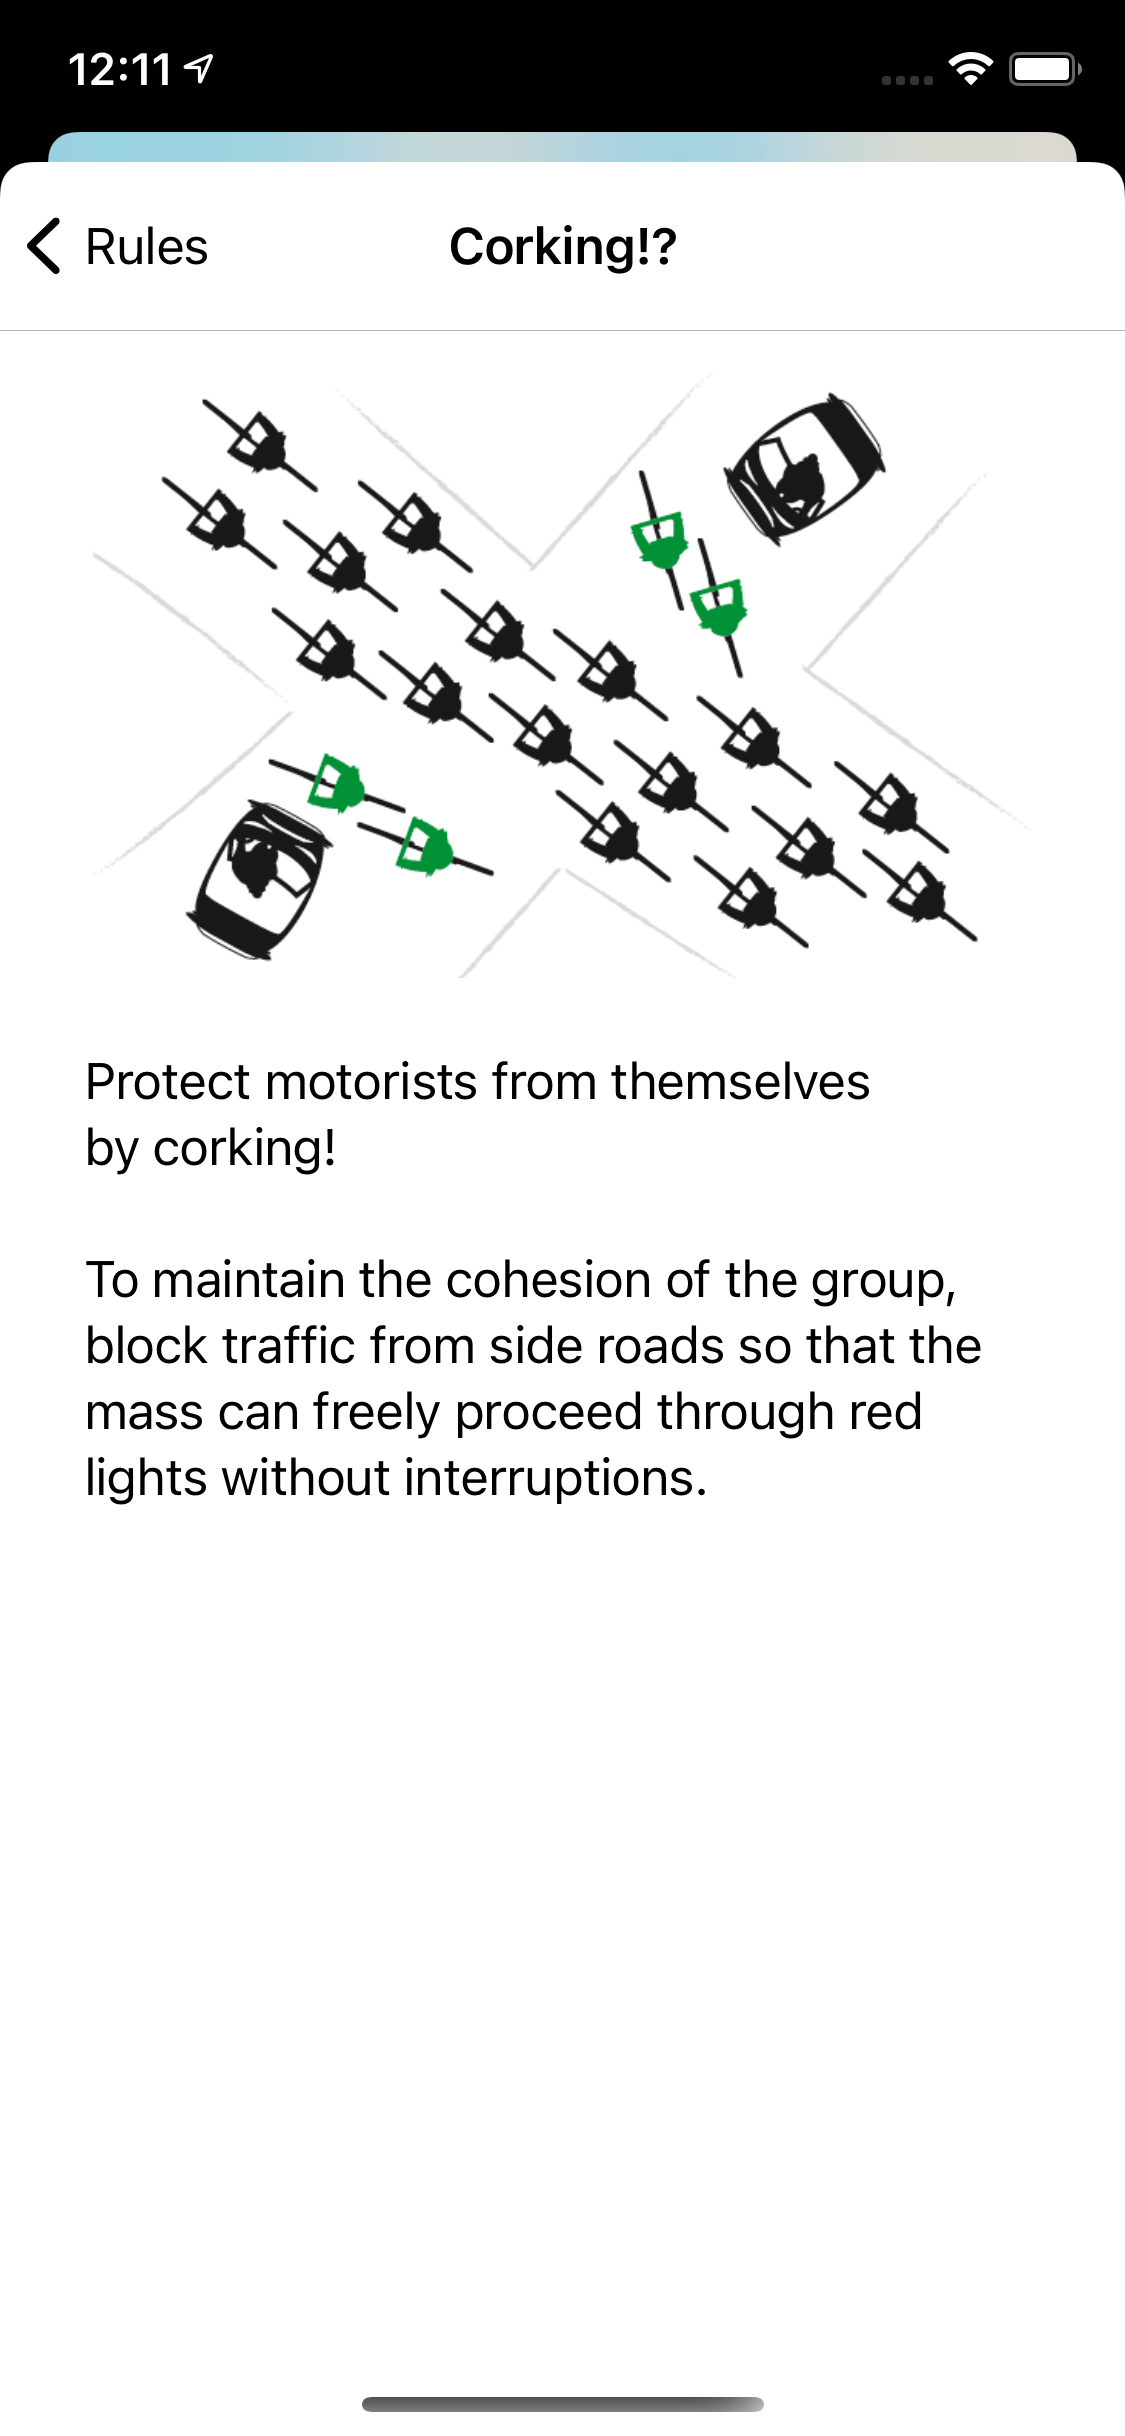 12:11
Rules
Corking!?
Protect motorists from themselves
by corking!
To maintain the cohesion of the group,
block traffic from side roads so that the
mass can freely proceed through red
lights without interruptions.